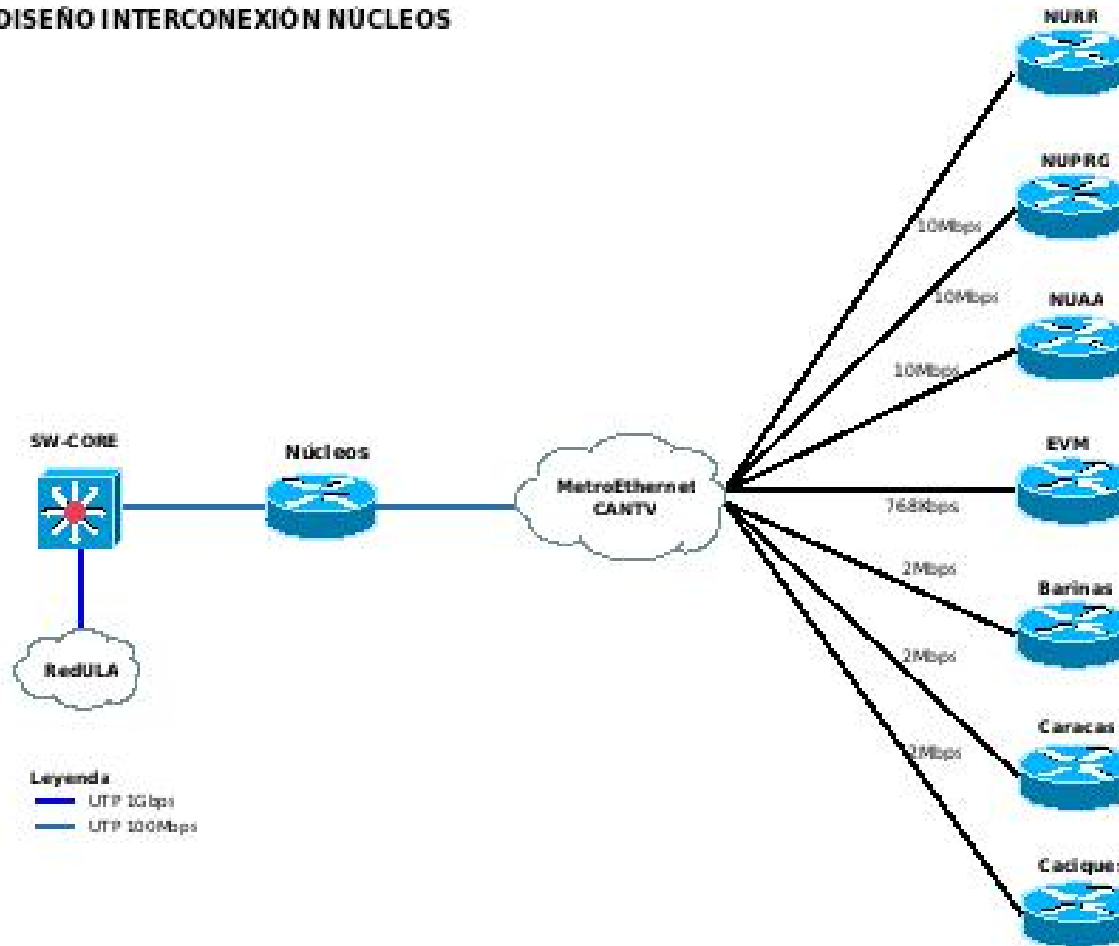 DISEÑO INTERCONEXIÓN NÚCLEOS
NURR
NUPRG
10Mbps
10Mbps
NUAA
10Mbps
SW-CORE
Núcleos
MetroEthernet
CANTV
EVM
768Kbps
2Mbps
Barinas
RedULA
2Mbps
Caracas
2Mbps
Leyenda
UTP 1Gbps
UTP 100Mbps
Cacique